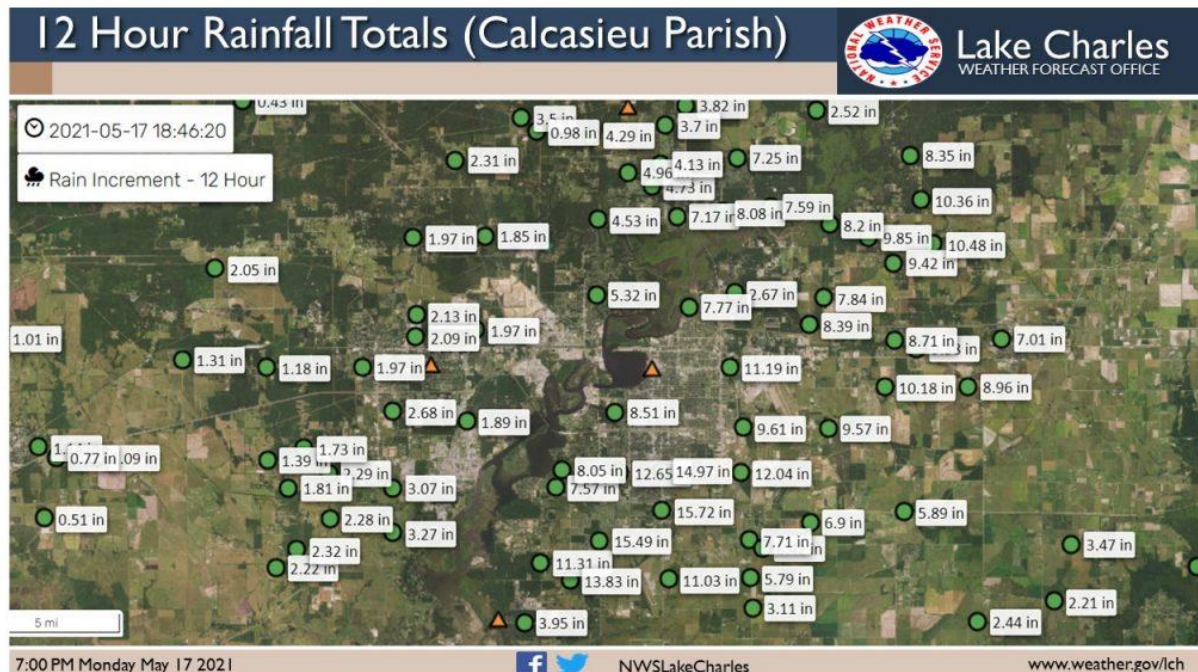 12 Hour Rainfall Totals (Calcasieu Parish)
NATIONAL WEATHER SERVICE
Lake Charles
WEATHER FORECAST OFFICE
2021-05-17 18:46:20
Rain Increment - 12 Hour
0.43 in
3.5 in
0.98 in
4.29 in
3.82 in
3.7 in
2.52 in
2.31 in
4.96
4.13 in
4.73 in
7.25 in
8.35 in
10.36 in
4.53 in
7.17 in
8.08 in
7.59 in
8.2 in
9.85 in
10.48 in
9.42 in
1.97 in
1.85 in
2.05 in
5.32 in
7.77 in
2.67 in
7.84 in
8.39 in
2.13 in
2.09 in
1.97 in
8.71 in
7.01 in
1.01 in
1.31 in
1.18 in
1.97 in
11.19 in
10.18 in
8.96 in
2.68 in
1.89 in
8.51 in
9.61 in
9.57 in
0.77 in
.09 in
1.39 in
1.73 in
.29 in
1.81 in
3.07 in
8.05 in
7.57 in
12.65
14.97 in
12.04 in
0.51 in
2.28 in
3.27 in
15.72 in
6.9 in
5.89 in
2.32 in
2.22 in
15.49 in
7.71 in
3.47 in
11.31 in
13.83 in
11.03 in
5.79 in
3.11 in
2.21 in
2.44 in
3.95 in
5 mi
7:00 PM Monday May 17 2021
NWSLakeCharles
www.weather.gov/lch